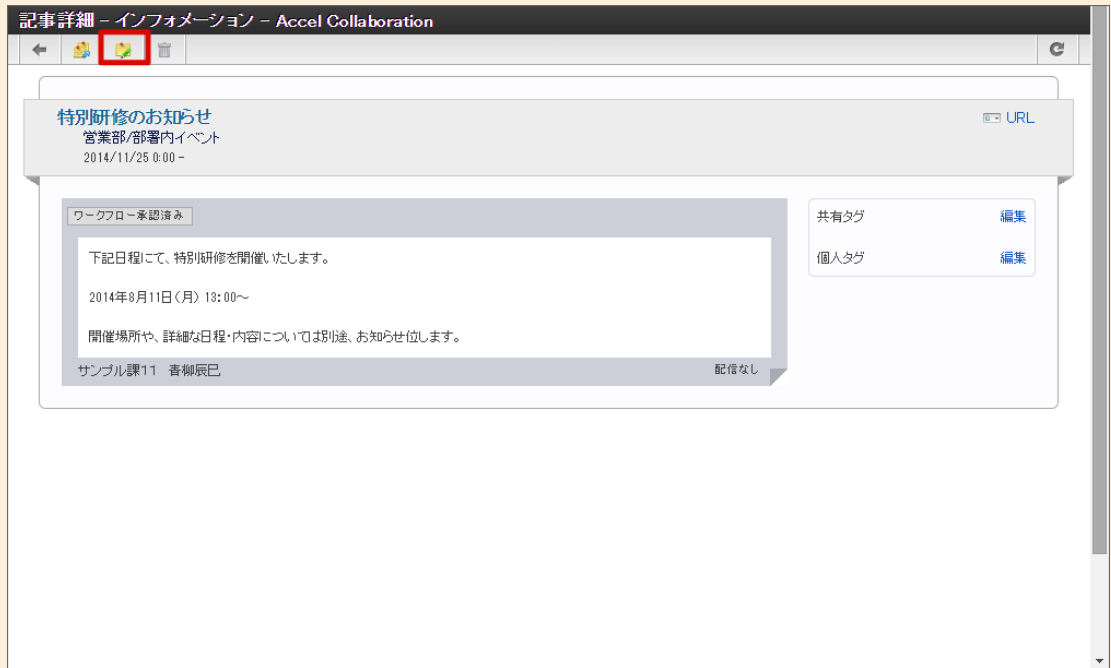 記事詳細 – インフォメーション – Accel Collaboration
特別研修のお知らせ
URL
営業部/部署内イベント
2014/11/25 0:00 –
ワークフロー承認済み
共有タグ 編集
下記日程にて、特別研修を開催いたします。
個人タグ 編集
2014年8月11日(月) 13:00～
開催場所や、詳細な日程・内容については別途、お知らせ位します。
サンプル課11 青柳辰巳
配信なし